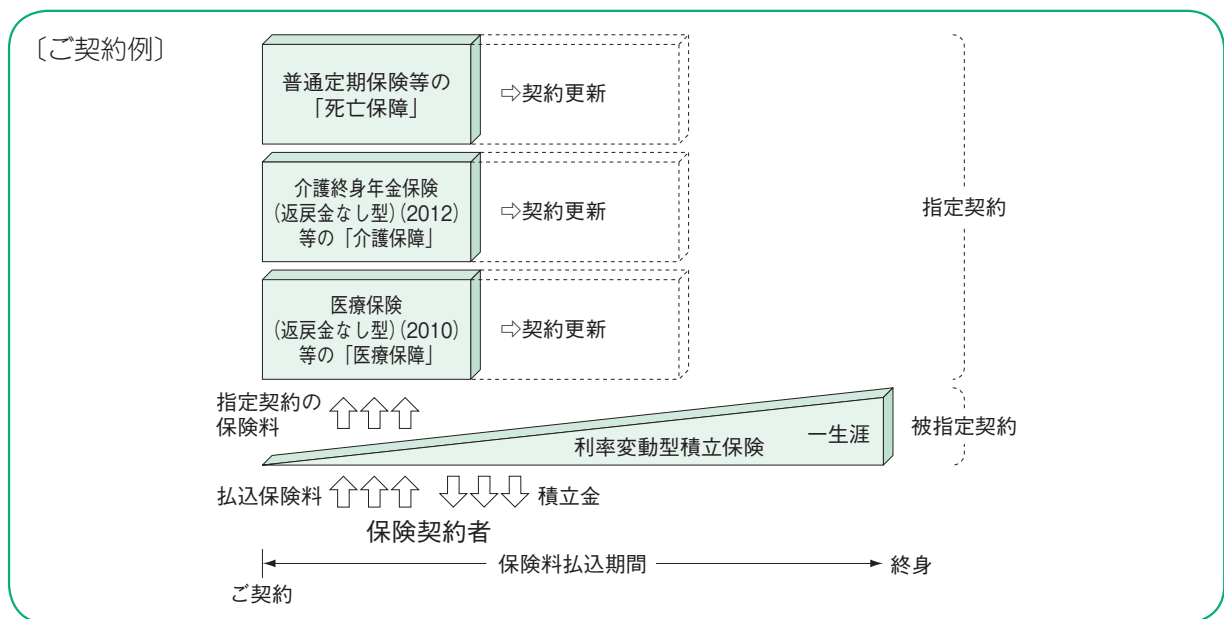 〔ご契約例〕
普通定期保険等の
「死亡保障」
⇨契約更新
介護終身年金保険
(返戻金なし型)(2012)
等の「介護保障」
⇨契約更新
指定契約
医療保険
(返戻金なし型)(2010)
等の「医療保障」
⇨契約更新
指定契約の
保険料
利率変動型積立保険
一生涯
被指定契約
払込保険料
積立金
保険契約者
保険料払込期間
終身
ご契約